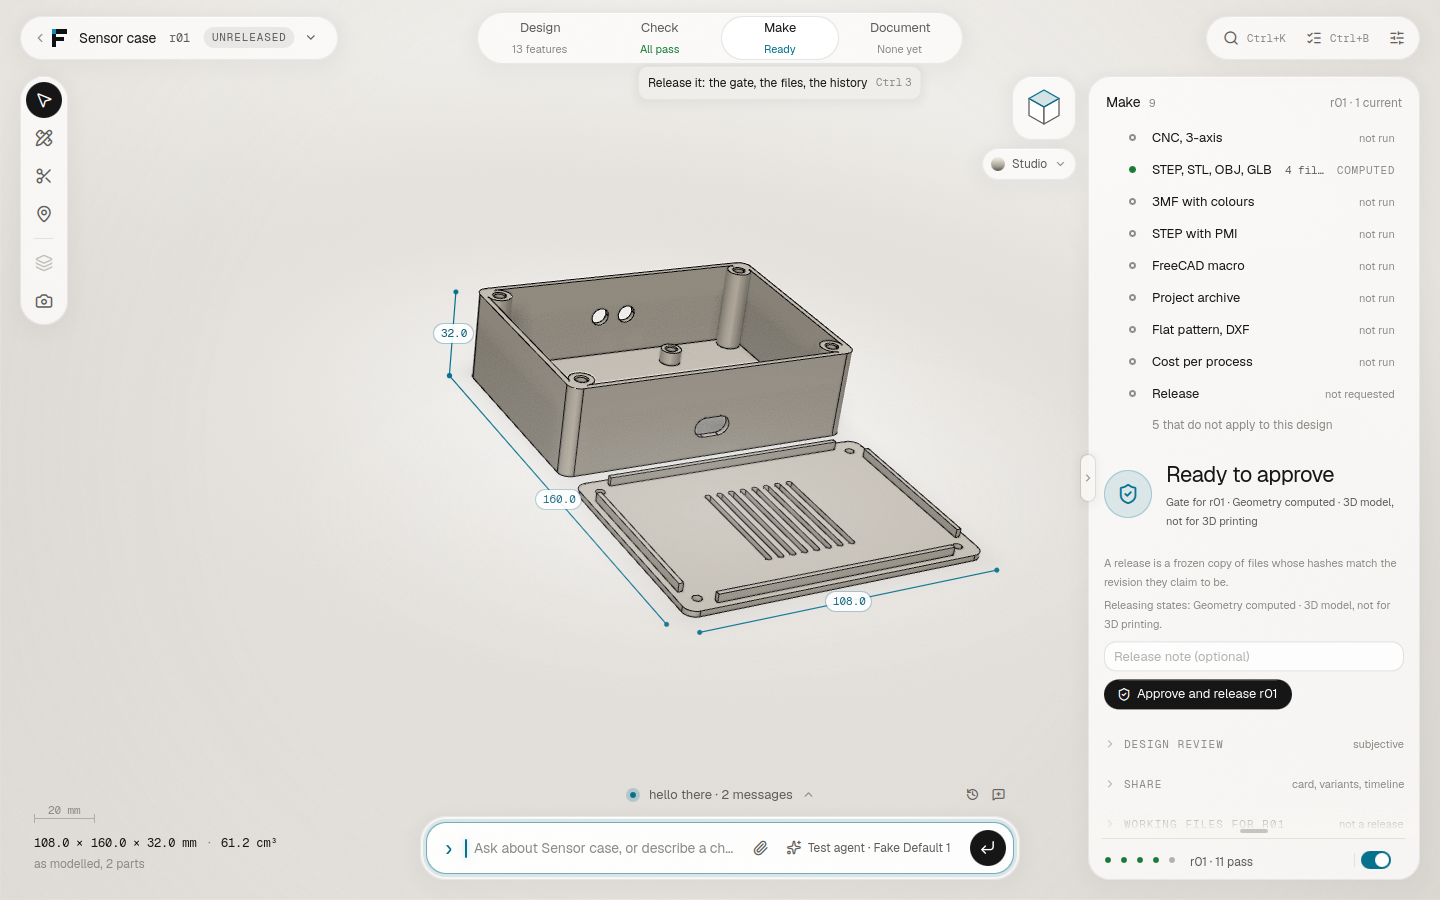 Sensor case r01 UNRELEASED
Design
13 features
Check
All pass
Make
Ready
Document
None yet
Ctrl+K Ctrl+B
Release it: the gate, the files, the history Ctrl 3
Studio
Make 9 r01 · 1 current
CNC, 3-axis not run
STEP, STL, OBJ, GLB 4 fil… COMPUTED
3MF with colours not run
STEP with PMI not run
FreeCAD macro not run
Project archive not run
Flat pattern, DXF not run
Cost per process not run
Release not requested
5 that do not apply to this design
Ready to approve
Gate for r01 · Geometry computed · 3D model,
not for 3D printing
A release is a frozen copy of files whose hashes match the
revision they claim to be.
Releasing states: Geometry computed · 3D model, not for
3D printing.
Release note (optional)
Approve and release r01
DESIGN REVIEW subjective
SHARE card, variants, timeline
WORKING FILES FOR R01 not a release
r01 · 11 pass
32.0
160.0
108.0
20 mm
108.0 × 160.0 × 32.0 mm · 61.2 cm³
as modelled, 2 parts
hello there · 2 messages
Ask about Sensor case, or describe a ch… Test agent · Fake Default 1